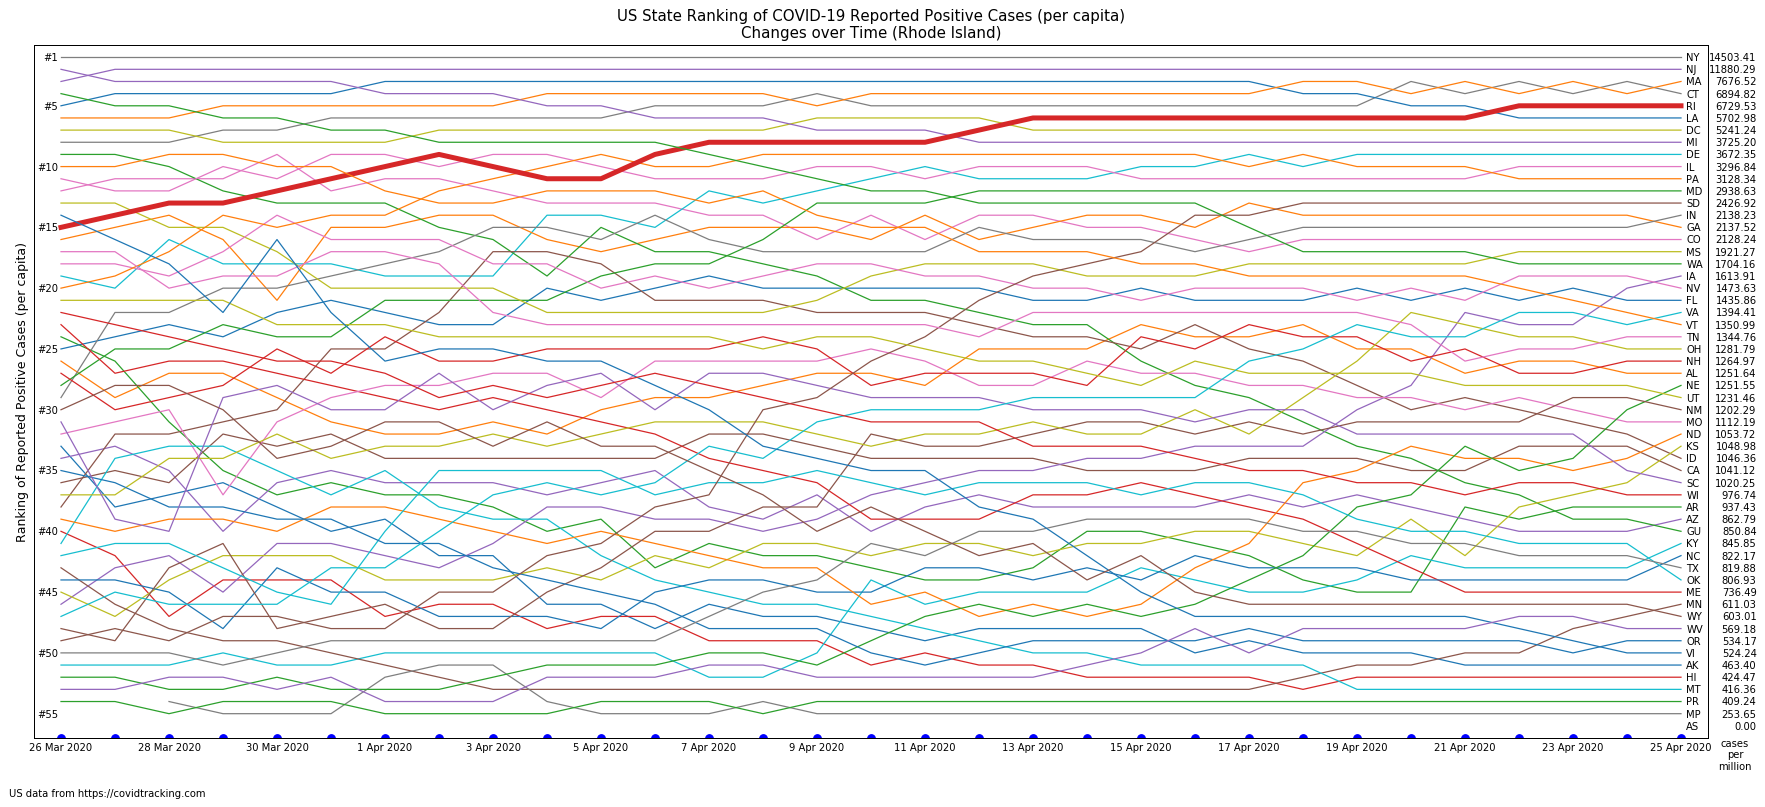 US State Ranking of COVID-19 Reported Positive Cases (per capita)
Changes over Time (Rhode Island)
Ranking of Reported Positive Cases (per capita)
#1
#5
#10
#15
#20
#25
#30
#35
#40
#45
#50
#55
NY 14503.41
NJ 11880.29
MA 7676.52
CT 6894.82
RI 6729.53
LA 5702.98
DC 5241.24
MI 3725.20
DE 3672.35
IL 3296.84
PA 3128.34
MD 2938.63
SD 2426.92
IN 2138.23
GA 2137.52
CO 2128.24
MS 1921.27
WA 1704.16
IA 1613.91
NV 1473.63
FL 1435.86
VA 1394.41
VT 1350.99
TN 1344.76
OH 1281.79
NH 1264.97
AL 1251.64
NE 1251.55
UT 1231.46
NM 1202.29
MO 1112.19
ND 1053.72
KS 1048.98
ID 1046.36
CA 1041.12
SC 1020.25
WI 976.74
AR 937.43
AZ 862.79
GU 850.84
KY 845.85
NC 822.17
TX 819.88
OK 806.93
ME 736.49
MN 611.03
WY 603.01
WV 569.18
OR 534.17
VI 524.24
AK 463.40
HI 424.47
MT 416.36
PR 409.24
MP 253.65
AS 0.00
26 Mar 2020 28 Mar 2020 30 Mar 2020 1 Apr 2020 3 Apr 2020 5 Apr 2020 7 Apr 2020 9 Apr 2020 11 Apr 2020 13 Apr 2020 15 Apr 2020 17 Apr 2020 19 Apr 2020 21 Apr 2020 23 Apr 2020 25 Apr 2020
cases
per
million
US data from https://covidtracking.com